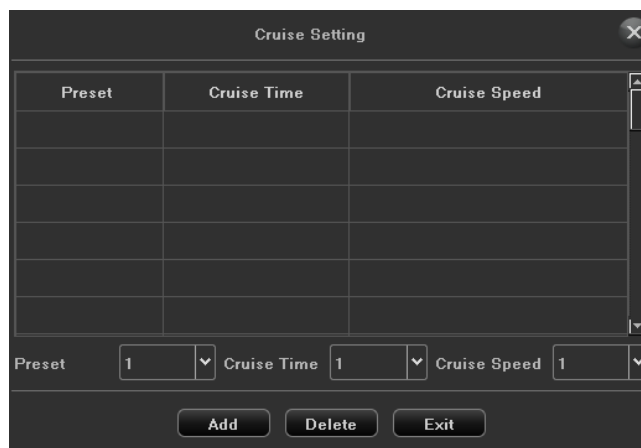 Cruise Setting
Preset Cruise Time Cruise Speed
Preset 1 Cruise Time 1 Cruise Speed 1
Add Delete Exit